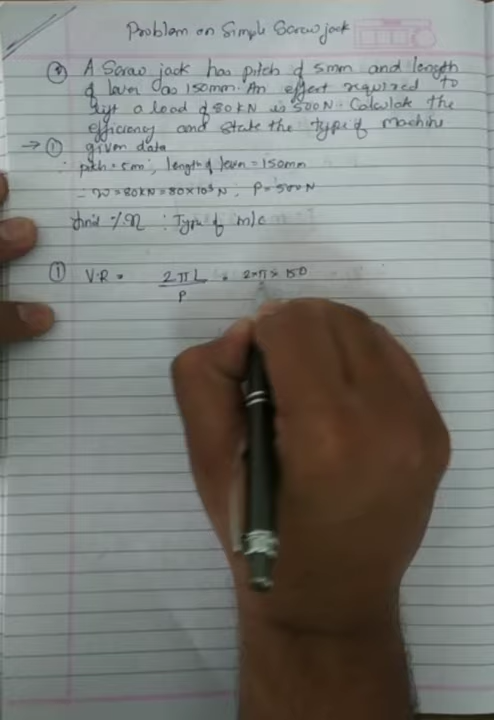 Problem on Simple Screw jack
③ A Screw jack has pitch of 5mm and length
of lever as 150mm. An effort required to
lift a load of 80kN is 500N. Calculate the
efficiency and state the type of machine
→ ① given data
∴ pitch = 5mm, length of lever = 150mm
∴ W = 80kN = 80×10³N, P = 500N
find %η : Type of m/c
① V.R = 2πL/P = 2×π×150